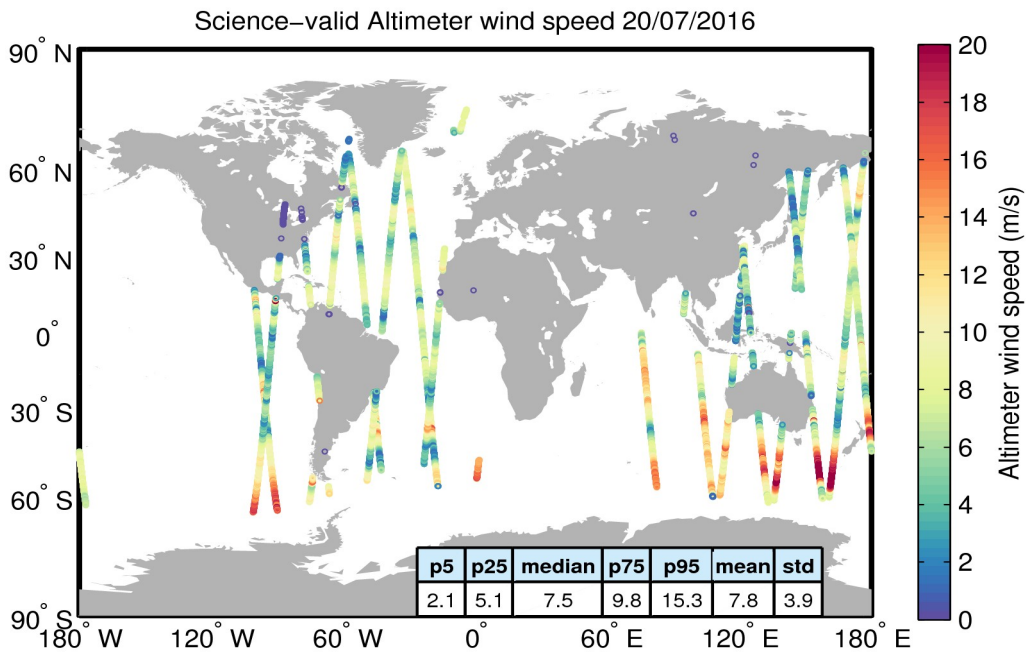 Science−valid Altimeter wind speed 20/07/2016
90° N
60° N
30° N
0°
30° S
60° S
90° S
180° W
120° W
60° W
0°
60° E
120° E
180° E
p5 p25 median p75 p95 mean std
2.1 5.1 7.5 9.8 15.3 7.8 3.9
20
18
16
14
12
10
8
6
4
2
0
Altimeter wind speed (m/s)